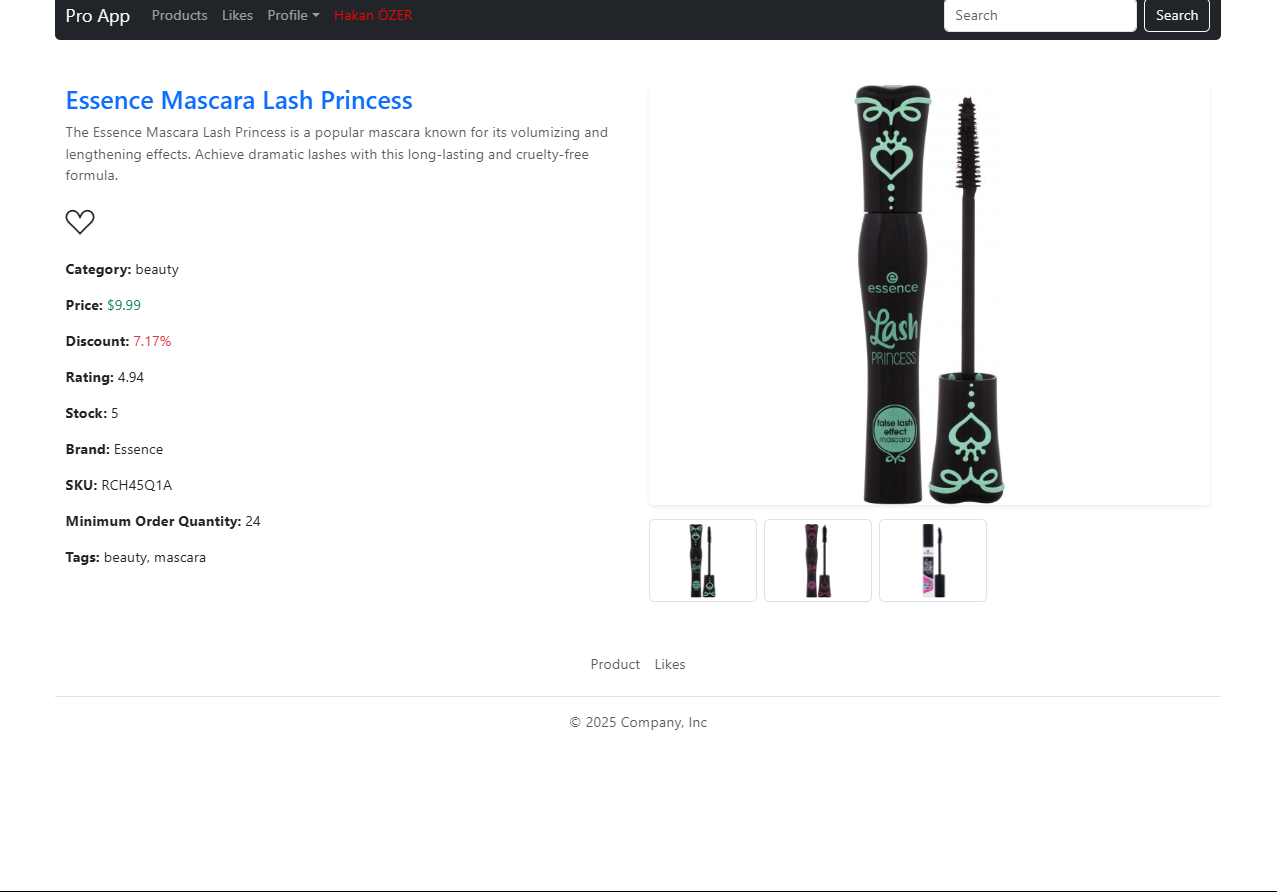 Pro App Products Likes Profile Hakan ÖZER Search Search
Essence Mascara Lash Princess
The Essence Mascara Lash Princess is a popular mascara known for its volumizing and
lengthening effects. Achieve dramatic lashes with this long-lasting and cruelty-free
formula.
Category: beauty
Price: $9.99
Discount: 7.17%
Rating: 4.94
Stock: 5
Brand: Essence
SKU: RCH45Q1A
Minimum Order Quantity: 24
Tags: beauty, mascara
essence
Lash
PRINCESS
false lash
effect
mascara
Product Likes
© 2025 Company, Inc